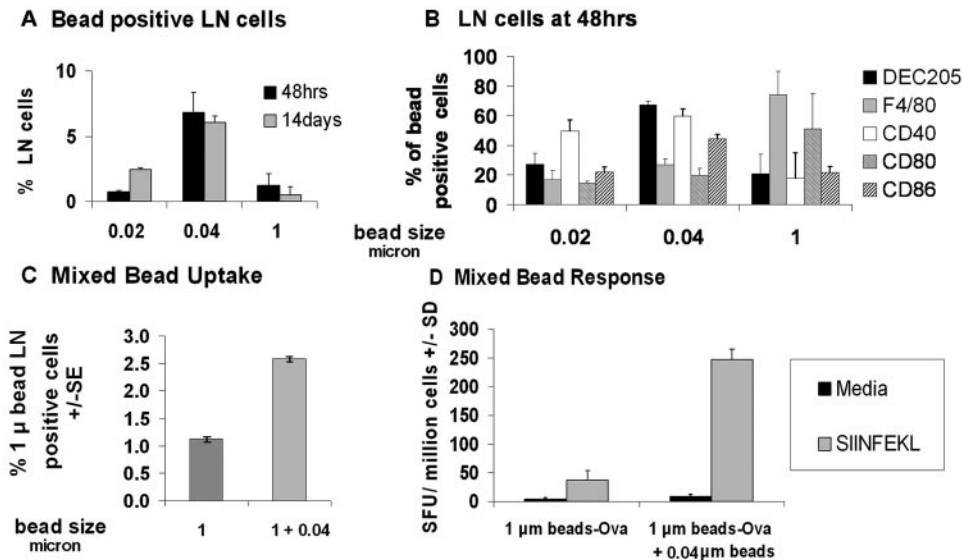 A Bead positive LN cells
% LN cells
10
5
0
48hrs
14days
0.02 0.04 1
B LN cells at 48hrs
% of bead
positive cells
100
80
60
40
20
0
DEC205
F4/80
CD40
CD80
CD86
bead size
micron
0.02 0.04 1
C Mixed Bead Uptake
% 1 μ bead LN
positive cells
+/-SE
3.0
2.5
2.0
1.5
1.0
0.5
0.0
bead size
micron
1 1 + 0.04
D Mixed Bead Response
SFU/ million cells +/- SD
300
250
200
150
100
50
0
Media
SIINFEKL
1 μm beads-Ova 1 μm beads-Ova
+ 0.04μm beads